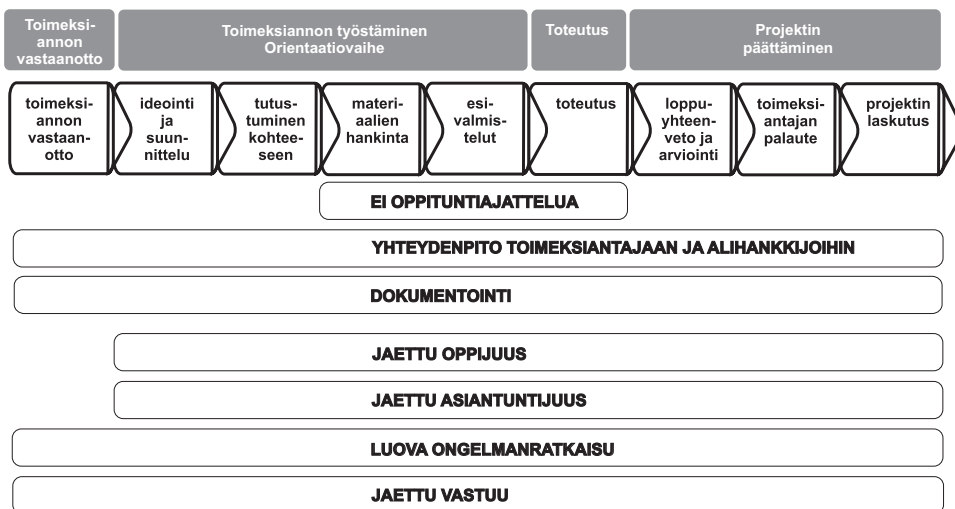 Toimeksi-
annon
vastaanotto
Toimeksiannon työstäminen
Orientaatiovaihe
Toteutus
Projektin
päättäminen
toimeksi-
annon
vastaan-
otto
ideointi
ja
suun-
nittelu
tutus-
tuminen
kohtee-
seen
materi-
aalien
hankinta
esi-
valmis-
telut
toteutus
loppu-
yhteen-
veto ja
arviointi
toimeksi-
antajan
palaute
projektin
laskutus
EI OPPITUNTIAJATTELUA
YHTEYDENPITO TOIMEKSIANTAJAAN JA ALIHANKKIJOIHIN
DOKUMENTOINTI
JAETTU OPPIJUUS
JAETTU ASIANTUNTIJUUS
LUOVA ONGELMANRATKAISU
JAETTU VASTUU